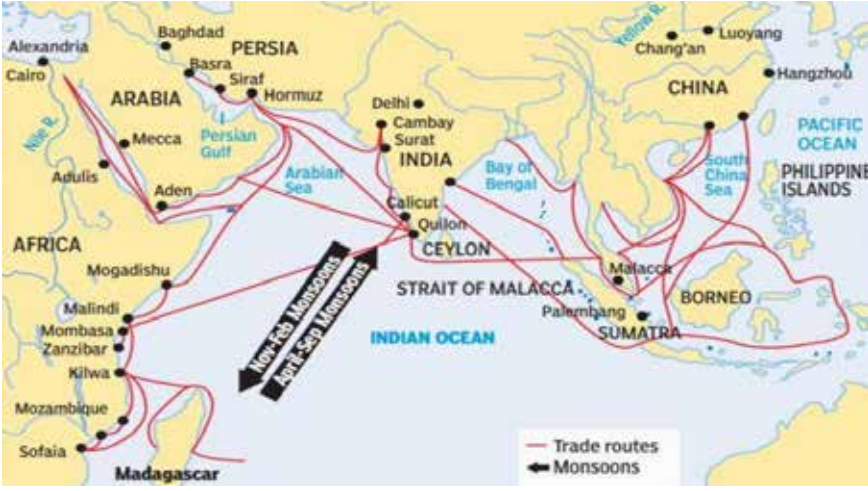 Alexandria
Cairo
Nile R.
Baghdad
Basra
Siraf
PERSIA
Hormuz
ARABIA
Persian
Gulf
Mecca
Adulis
Aden
Arabian
Sea
AFRICA
Mogadishu
Malindi
Mombasa
Zanzibar
Kilwa
Mozambique
Sofaia
Madagascar
Delhi
Cambay
Surat
INDIA
Calicut
Quilon
CEYLON
Bay of
Bengal
Nov-Feb Monsoons
April-Sep Monsoons
STRAIT OF MALACCA
INDIAN OCEAN
Yellow R.
Chang'an
Luoyang
CHINA
Hangzhou
PACIFIC
OCEAN
South
China
Sea
PHILIPPINE
ISLANDS
Malacca
Palembang
SUMATRA
BORNEO
Trade routes
Monsoons